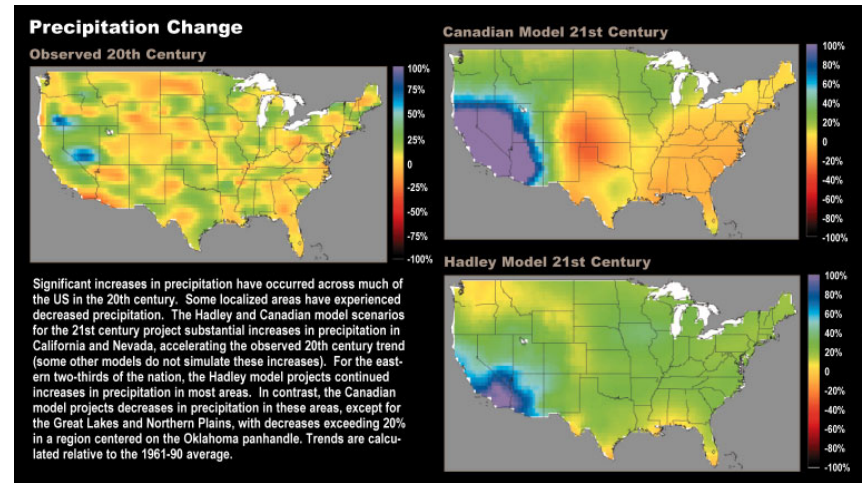 Precipitation Change
Observed 20th Century
100%
75%
50%
25%
0
-25%
-50%
-75%
-100%
Significant increases in precipitation have occurred across much of
the US in the 20th century. Some localized areas have experienced
decreased precipitation. The Hadley and Canadian model scenarios
for the 21st century project substantial increases in precipitation in
California and Nevada, accelerating the observed 20th century trend
(some other models do not simulate these increases). For the east-
ern two-thirds of the nation, the Hadley model projects continued
increases in precipitation in most areas. In contrast, the Canadian
model projects decreases in precipitation in these areas, except for
the Great Lakes and Northern Plains, with decreases exceeding 20%
in a region centered on the Oklahoma panhandle. Trends are calcu-
lated relative to the 1961-90 average.
Canadian Model 21st Century
100%
80%
60%
40%
20%
0
20%
40%
60%
80%
-100%
Hadley Model 21st Century
100%
80%
60%
40%
20%
0
-20%
-40%
-60%
-80%
-100%